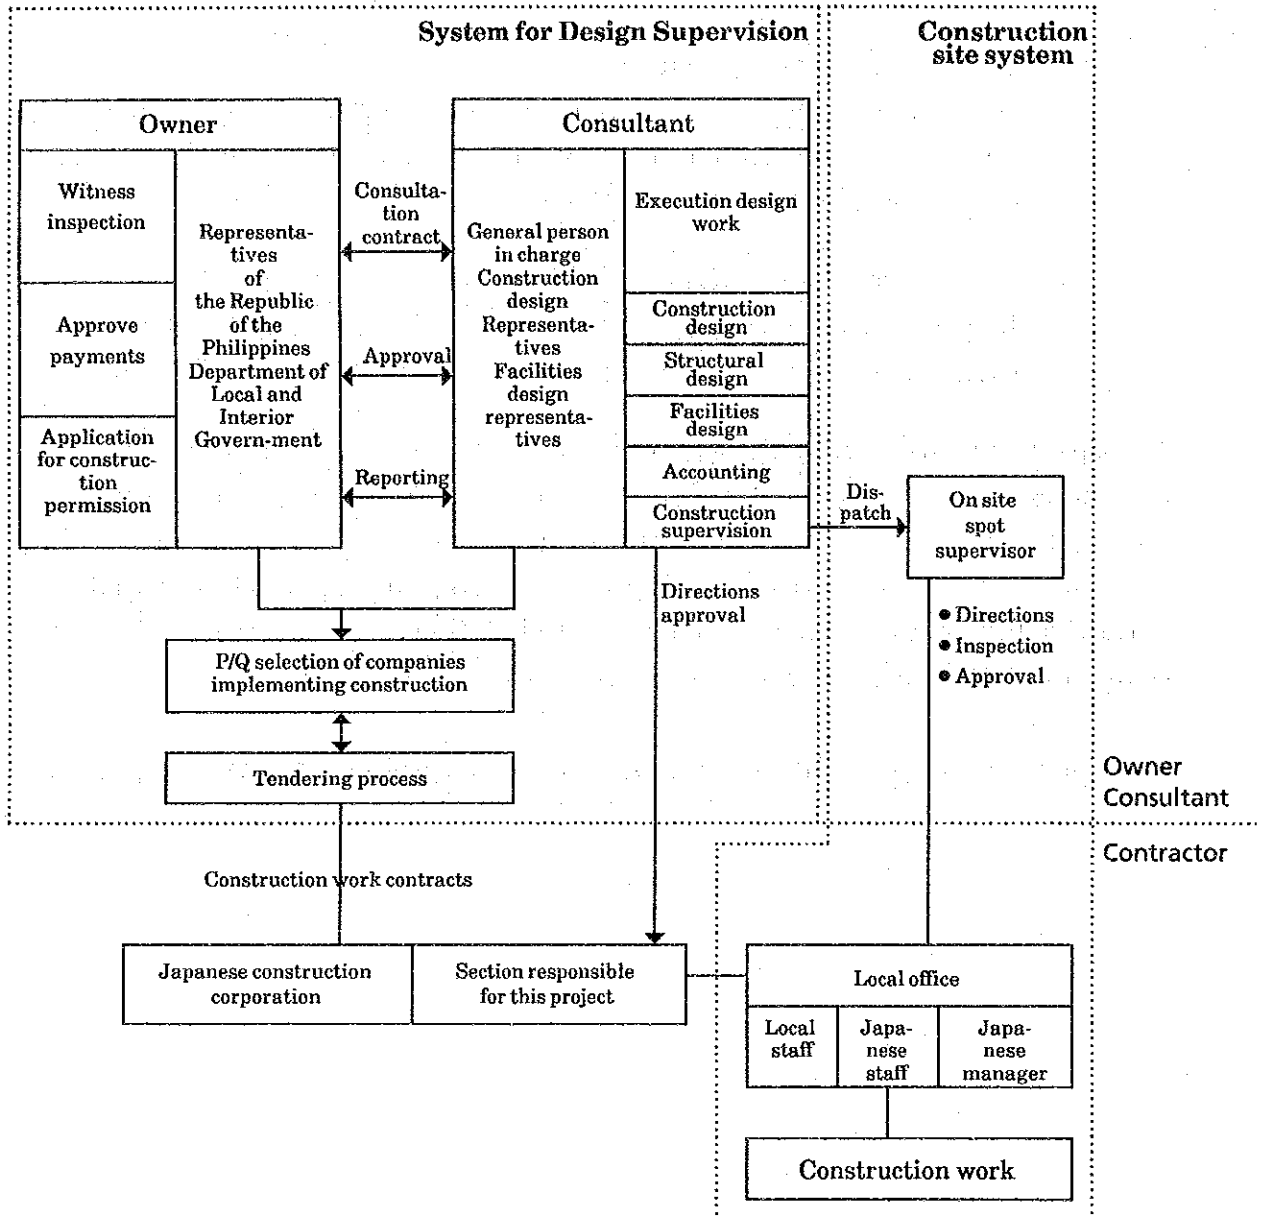 System for Design Supervision
Construction
site system
Owner
Witness
inspection
Approve
payments
Application
for construc-
tion
permission
Representa-
tives
of
the Republic
of the
Philippines
Department of
Local and
Interior
Govern-ment
Consulta-
tion
contract
Approval
Reporting
Consultant
General person
in charge
Construction
design
Representa-
tives
Facilities
design
representa-
tives
Execution design
work
Construction
design
Structural
design
Facilities
design
Accounting
Construction
supervision
Dis-
patch
On site
spot
supervisor
Directions
approval
● Directions
● Inspection
● Approval
P/Q selection of companies
implementing construction
Tendering process
Owner
Consultant
Contractor
Construction work contracts
Japanese construction
corporation
Section responsible
for this project
Local office
Local
staff
Japa-
nese
staff
Japa-
nese
manager
Construction work